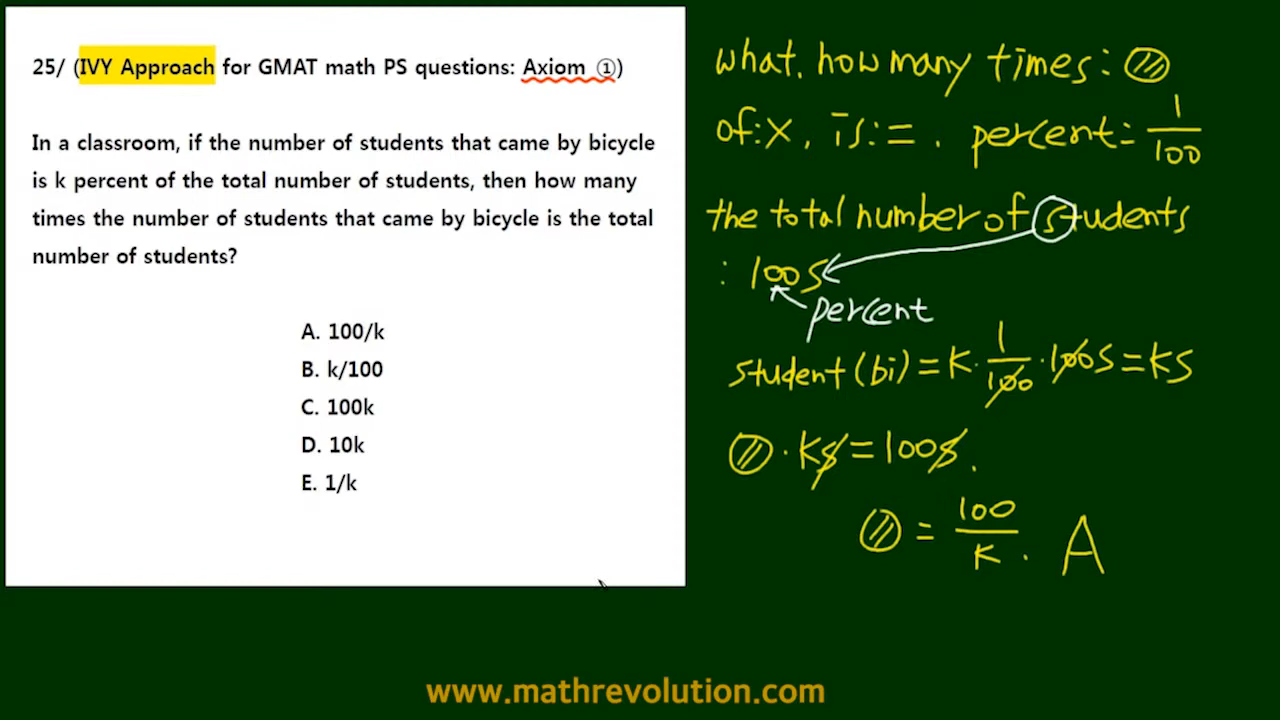 25/ (IVY Approach for GMAT math PS questions: Axiom ①)
In a classroom, if the number of students that came by bicycle
is k percent of the total number of students, then how many
times the number of students that came by bicycle is the total
number of students?
A. 100/k
B. k/100
C. 100k
D. 10k
E. 1/k
what, how many times: ⊘
of: X, is: =, percent = 1/100
the total number of students
: 100s
percent
student (bi) = k · 1/100 · 100s = ks
⊘ · ks = 100s.
⊘ = 100/k. A
www.mathrevolution.com